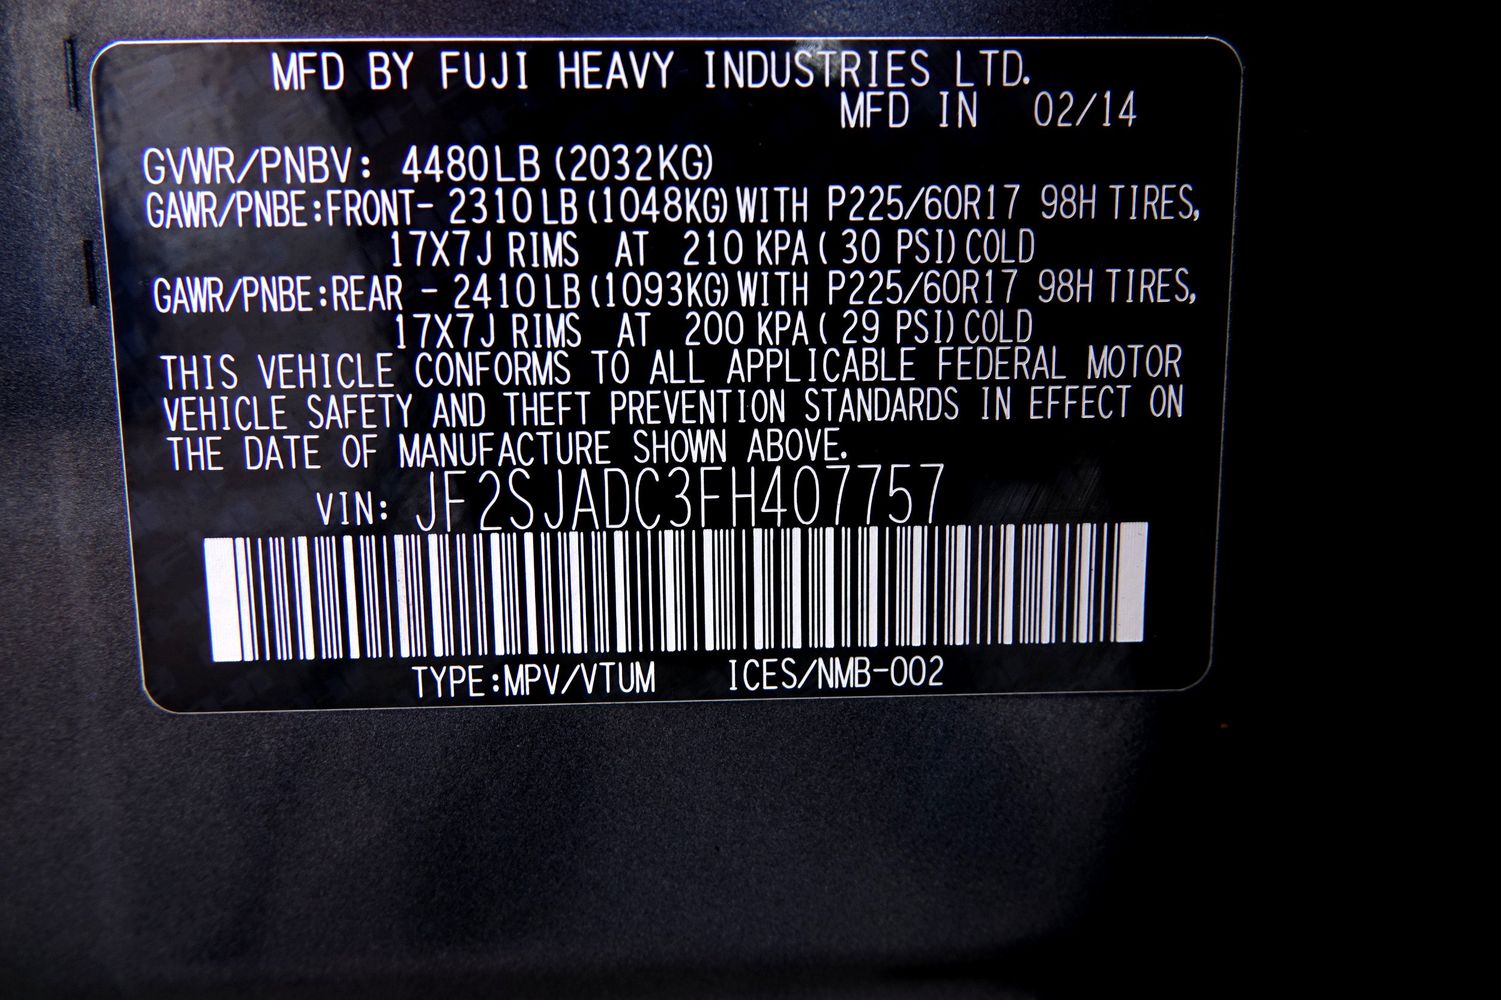 MFD BY FUJI HEAVY INDUSTRIES LTD.
MFD IN 02/14
GVWR/PNBV: 4480LB (2032KG)
GAWR/PNBE:FRONT- 2310LB(1048KG)WITH P225/60R17 98H TIRES,
17X7J RIMS AT 210 KPA( 30 PSI)COLD
GAWR/PNBE:REAR - 2410LB(1093KG)WITH P225/60R17 98H TIRES,
17X7J RIMS AT 200 KPA( 29 PSI)COLD
THIS VEHICLE CONFORMS TO ALL APPLICABLE FEDERAL MOTOR
VEHICLE SAFETY AND THEFT PREVENTION STANDARDS IN EFFECT ON
THE DATE OF MANUFACTURE SHOWN ABOVE.
VIN: JF2SJADC3FH407757
TYPE:MPV/VTUM ICES/NMB-002